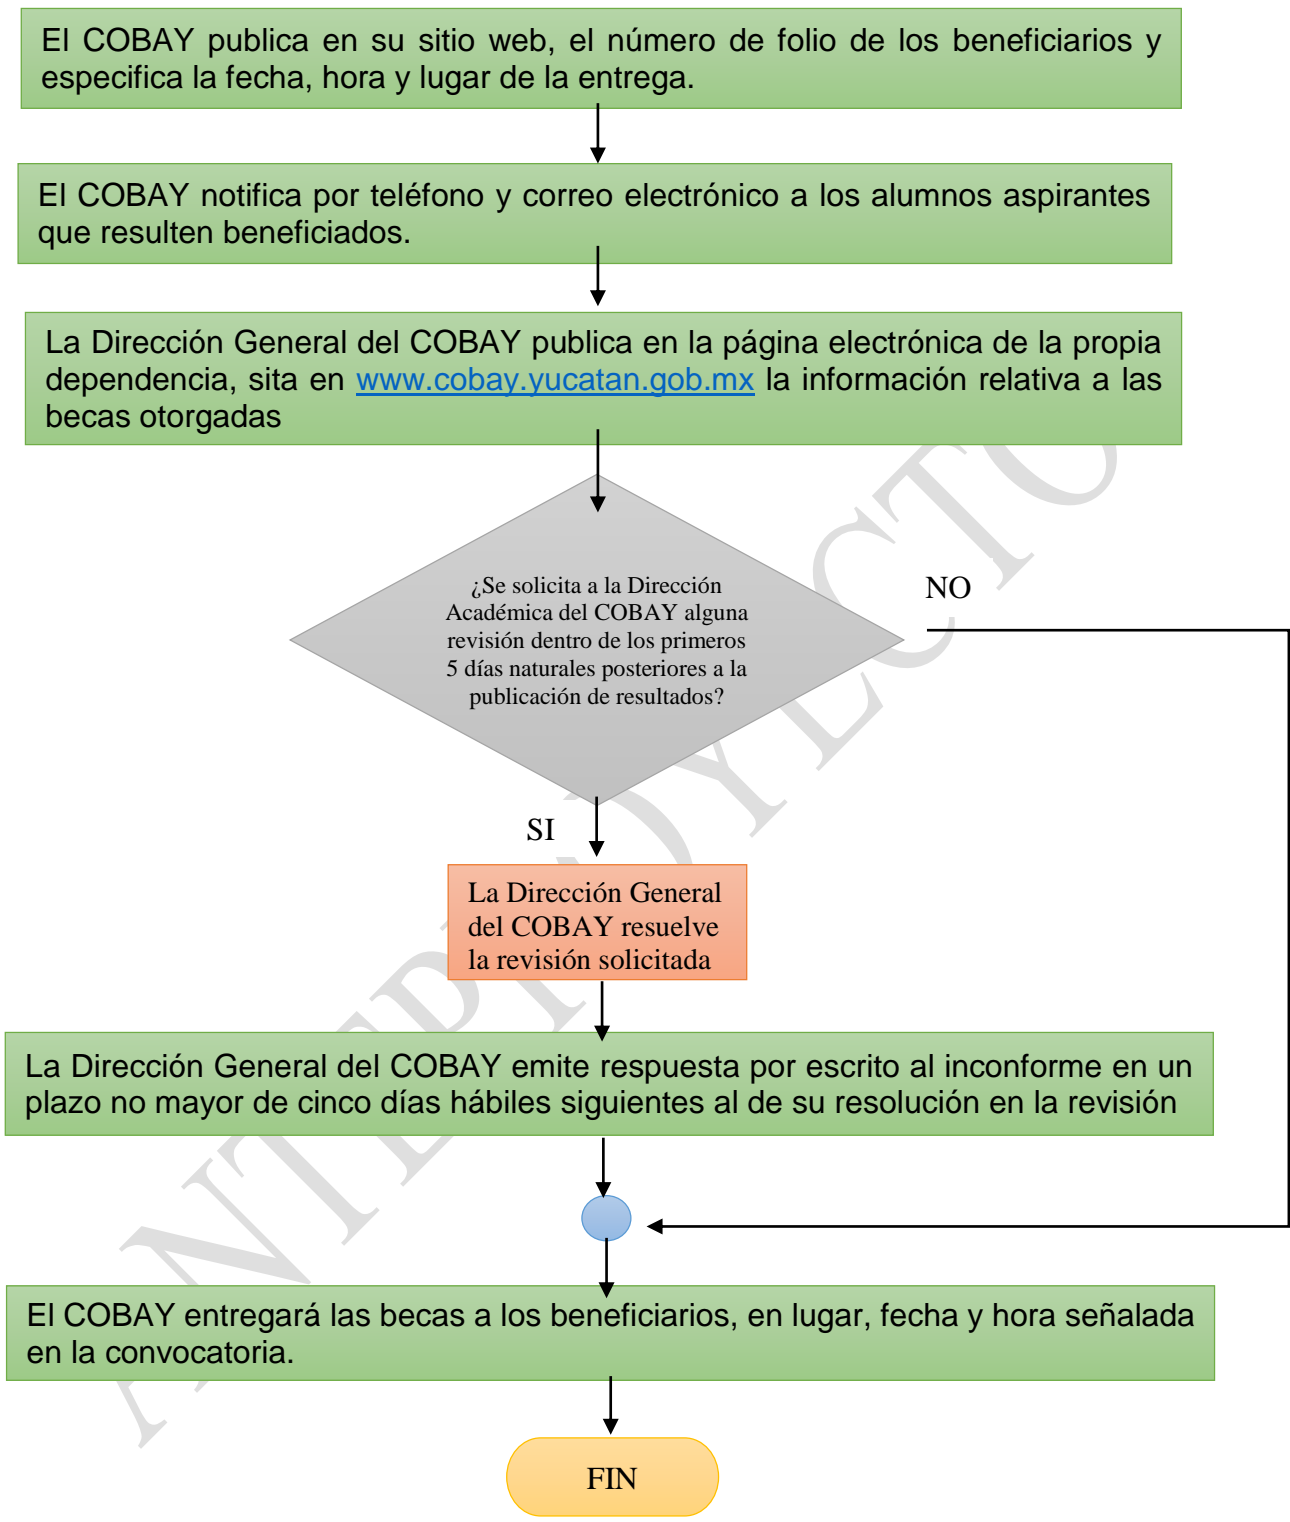 El COBAY publica en su sitio web, el número de folio de los beneficiarios y
especifica la fecha, hora y lugar de la entrega.
El COBAY notifica por teléfono y correo electrónico a los alumnos aspirantes
que resulten beneficiados.
La Dirección General del COBAY publica en la página electrónica de la propia
dependencia, sita en www.cobay.yucatan.gob.mx la información relativa a las
becas otorgadas
¿Se solicita a la Dirección
Académica del COBAY alguna
revisión dentro de los primeros
5 días naturales posteriores a la
publicación de resultados?
NO
SI
La Dirección General
del COBAY resuelve
la revisión solicitada
La Dirección General del COBAY emite respuesta por escrito al inconforme en un
plazo no mayor de cinco días hábiles siguientes al de su resolución en la revisión
El COBAY entregará las becas a los beneficiarios, en lugar, fecha y hora señalada
en la convocatoria.
FIN
ANTEPROYECTO